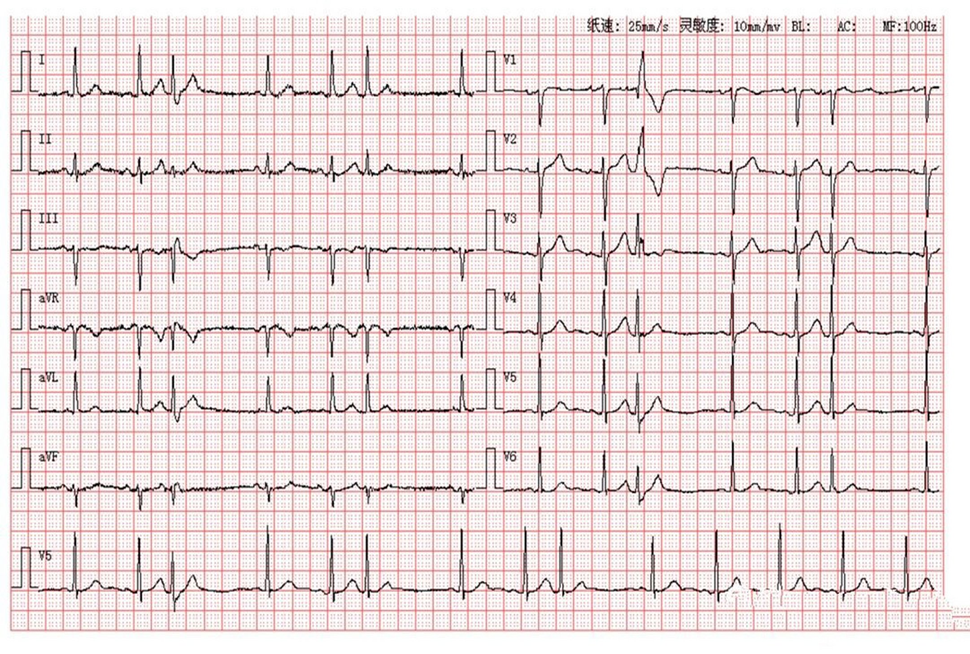 纸速: 25mm/s 灵敏度: 10mm/mv BL: AC: MF:100Hz
I
V1
II
V2
III
V3
aVR
V4
aVL
V5
aVF
V6
V5